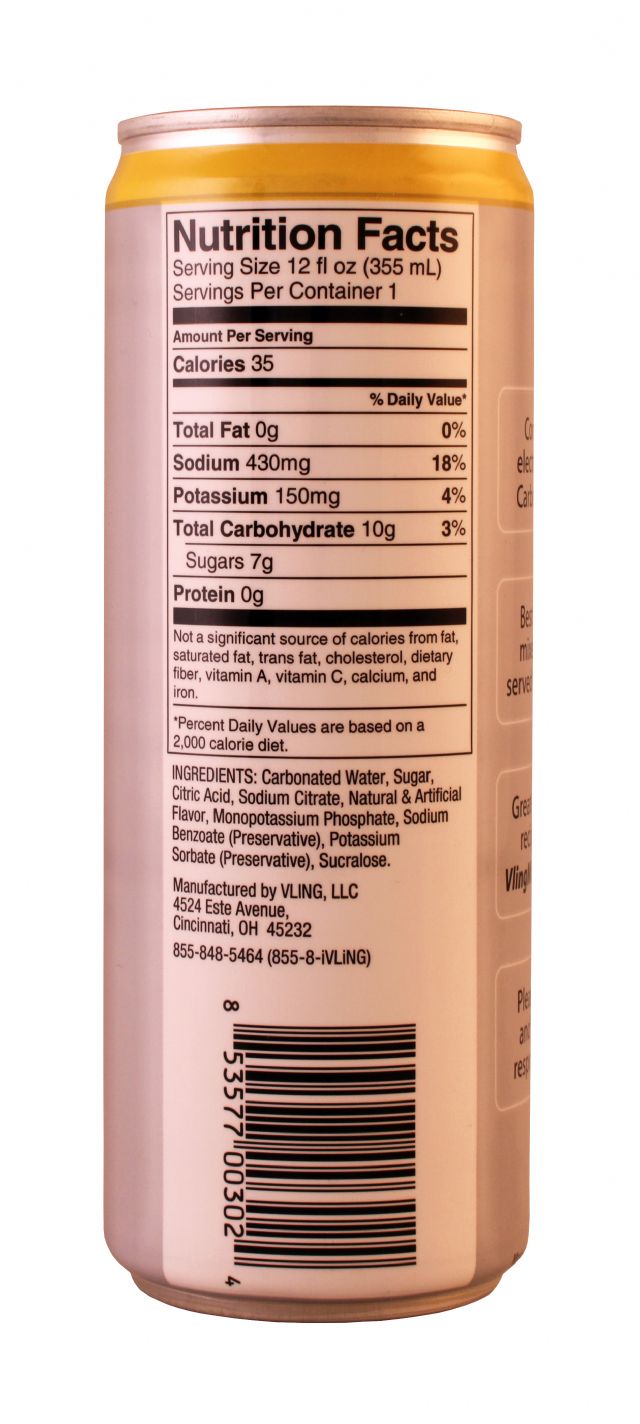 Nutrition Facts
Serving Size 12 fl oz (355 mL)
Servings Per Container 1
Amount Per Serving
Calories 35
% Daily Value*
Total Fat 0g 0%
Sodium 430mg 18%
Potassium 150mg 4%
Total Carbohydrate 10g 3%
Sugars 7g
Protein 0g
Not a significant source of calories from fat,
saturated fat, trans fat, cholesterol, dietary
fiber, vitamin A, vitamin C, calcium, and
iron.
*Percent Daily Values are based on a
2,000 calorie diet.
INGREDIENTS: Carbonated Water, Sugar,
Citric Acid, Sodium Citrate, Natural & Artificial
Flavor, Monopotassium Phosphate, Sodium
Benzoate (Preservative), Potassium
Sorbate (Preservative), Sucralose.
Manufactured by VLING, LLC
4524 Este Avenue,
Cincinnati, OH 45232
855-848-5464 (855-8-iVLiNG)
8 53577 00302 4